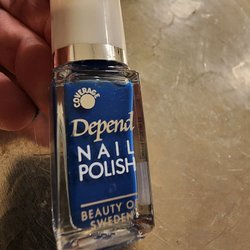 COVERAGE
Depend
NAIL
POLISH
BEAUTY OF
SWEDEN